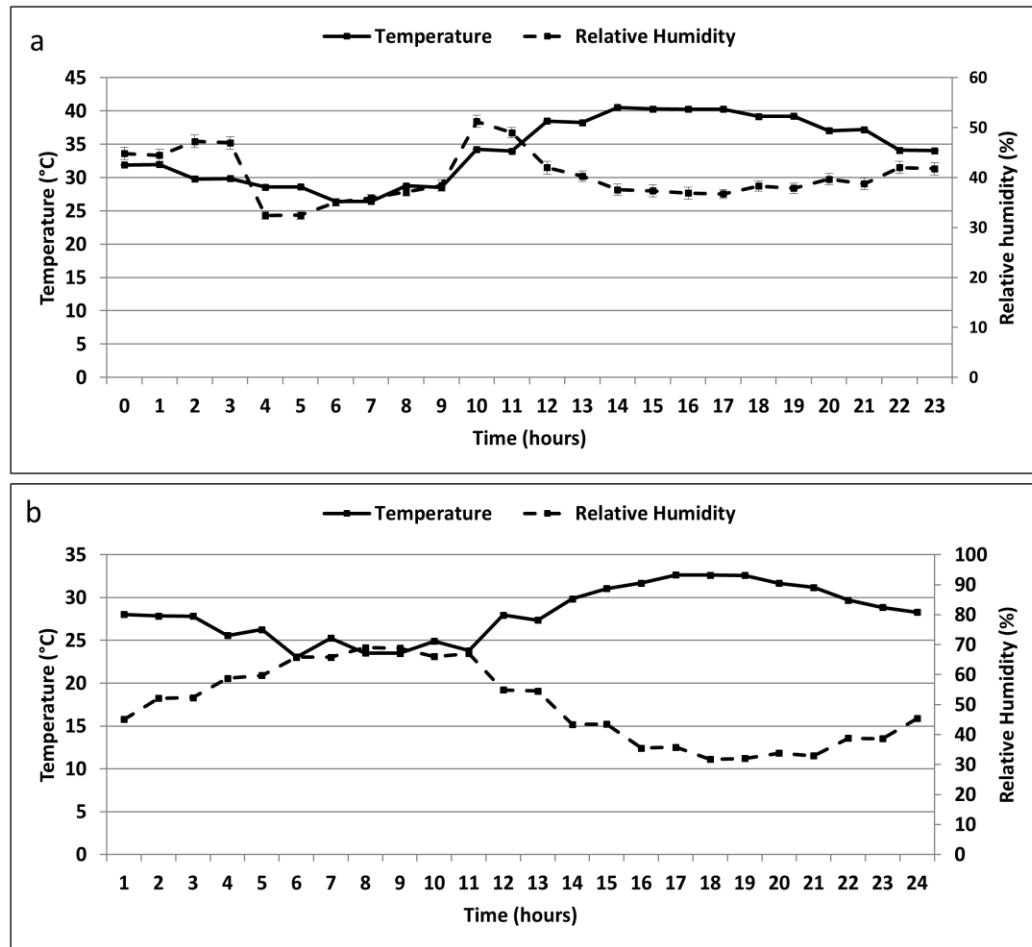 a
Temperature Relative Humidity
45 60
40 50
35 40
30 30
25 20
20 10
15 0
10
5
0
Temperature (°C)
Relative humidity (%)
0 1 2 3 4 5 6 7 8 9 10 11 12 13 14 15 16 17 18 19 20 21 22 23
Time (hours)
b
Temperature Relative Humidity
35 100
30 90
25 80
20 70
15 60
10 50
5 40
0 30
20
10
0
Temperature (°C)
Relative Humidity (%)
1 2 3 4 5 6 7 8 9 10 11 12 13 14 15 16 17 18 19 20 21 22 23 24
Time (hours)